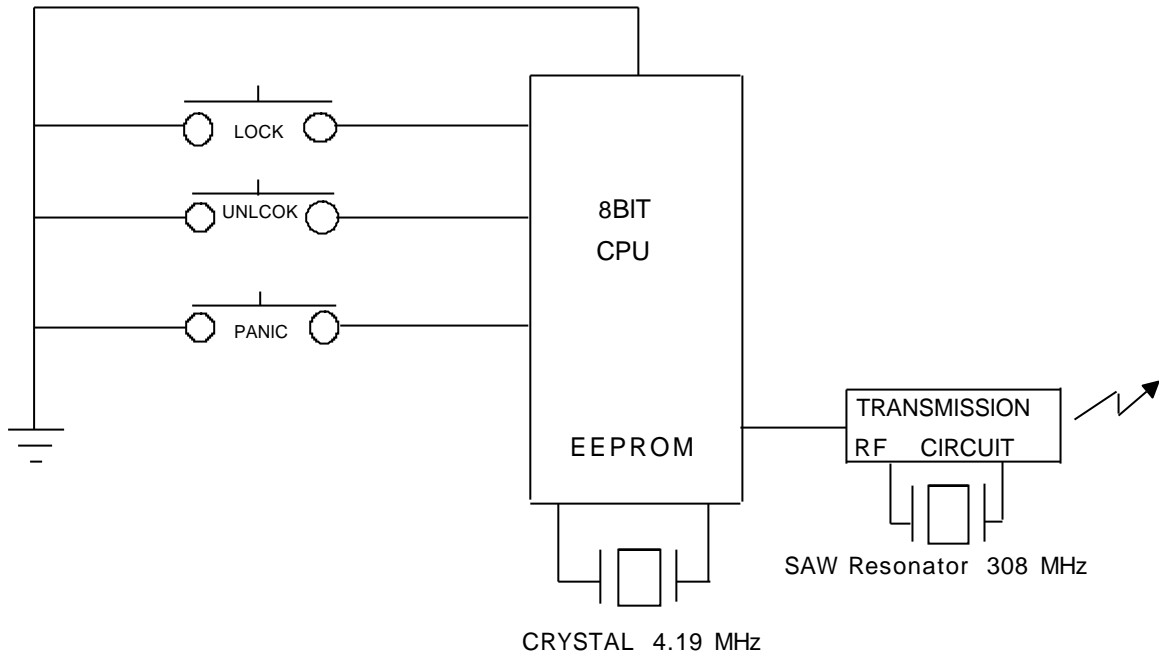 LOCK
UNLCOK
PANIC
8BIT
CPU
EEPROM
TRANSMISSION
RF CIRCUIT
SAW Resonator 308 MHz
CRYSTAL 4.19 MHz